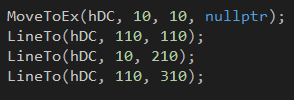 MoveToEx(hDC, 10, 10, nullptr);
LineTo(hDC, 110, 110);
LineTo(hDC, 10, 210);
LineTo(hDC, 110, 310);